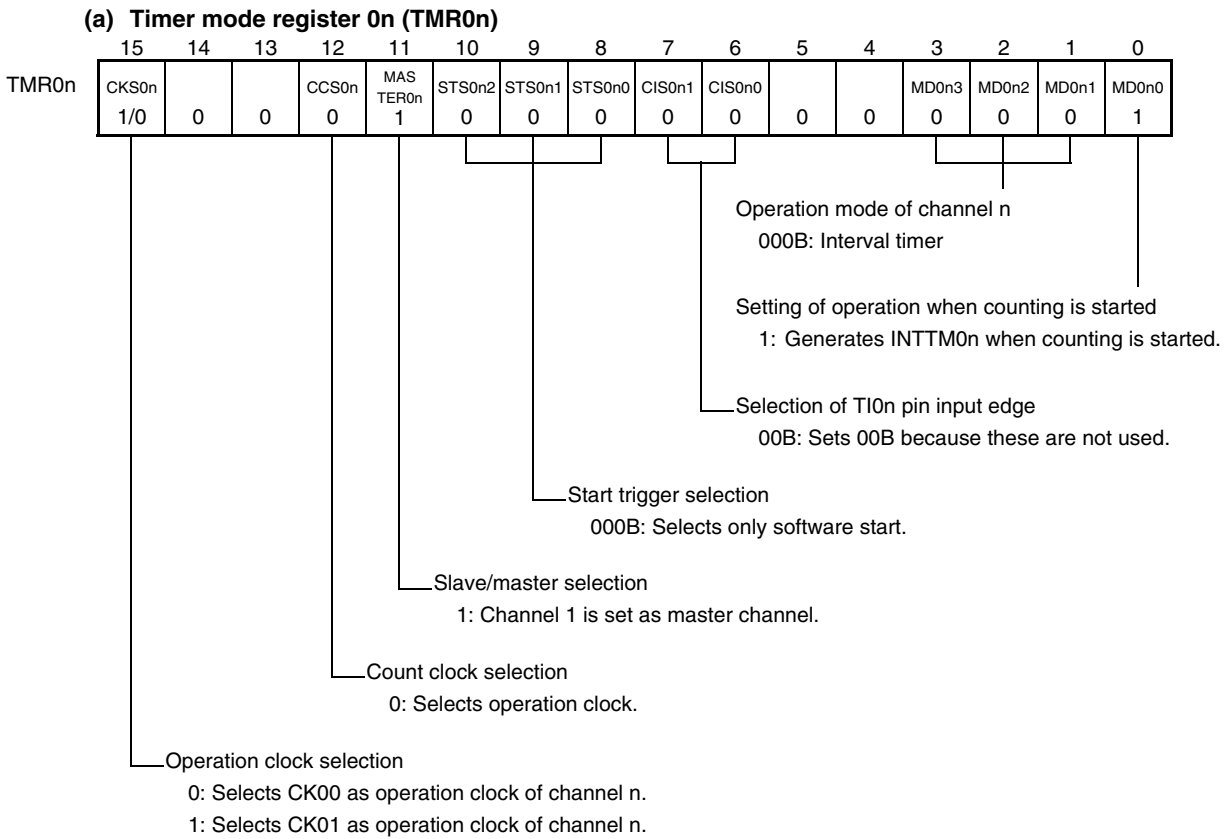 (a) Timer mode register 0n (TMR0n)
15 14 13 12 11 10 9 8 7 6 5 4 3 2 1 0
TMR0n CKS0n CCS0n MAS TER0n STS0n2 STS0n1 STS0n0 CIS0n1 CIS0n0 MD0n3 MD0n2 MD0n1 MD0n0
1/0 0 0 0 1 0 0 0 0 0 0 0 0 0 0 1
Operation mode of channel n
000B: Interval timer
Setting of operation when counting is started
1: Generates INTTM0n when counting is started.
Selection of TI0n pin input edge
00B: Sets 00B because these are not used.
Start trigger selection
000B: Selects only software start.
Slave/master selection
1: Channel 1 is set as master channel.
Count clock selection
0: Selects operation clock.
Operation clock selection
0: Selects CK00 as operation clock of channel n.
1: Selects CK01 as operation clock of channel n.